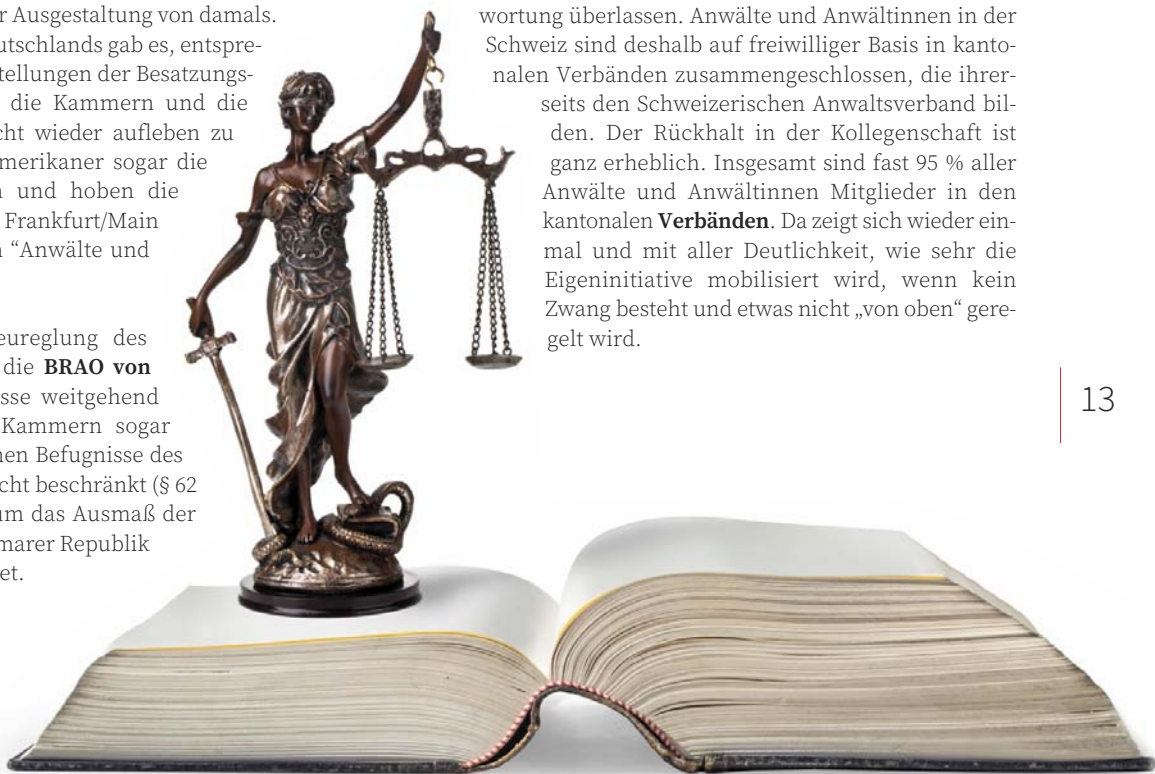 r Ausgestaltung von damals.
utschlands gab es, entspre-
tellungen der Besatzungs-
die Kammern und die
cht wieder aufleben zu
merikaner sogar die
n und hoben die
Frankfurt/Main
n “Anwälte und
eureglung des
die BRAO von
sse weitgehend
Kammern sogar
nen Befugnisse des
cht beschränkt (§ 62
um das Ausmaß der
marer Republik
et.
wortung überlassen. Anwälte und Anwältinnen in der
Schweiz sind deshalb auf freiwilliger Basis in kanto-
nalen Verbänden zusammengeschlossen, die ihrer-
seits den Schweizerischen Anwaltsverband bil-
den. Der Rückhalt in der Kollegenschaft ist
ganz erheblich. Insgesamt sind fast 95 % aller
Anwälte und Anwältinnen Mitglieder in den
kantonalen Verbänden. Da zeigt sich wieder ein-
mal und mit aller Deutlichkeit, wie sehr die
Eigeninitiative mobilisiert wird, wenn kein
Zwang besteht und etwas nicht „von oben“ gere-
gelt wird.
13